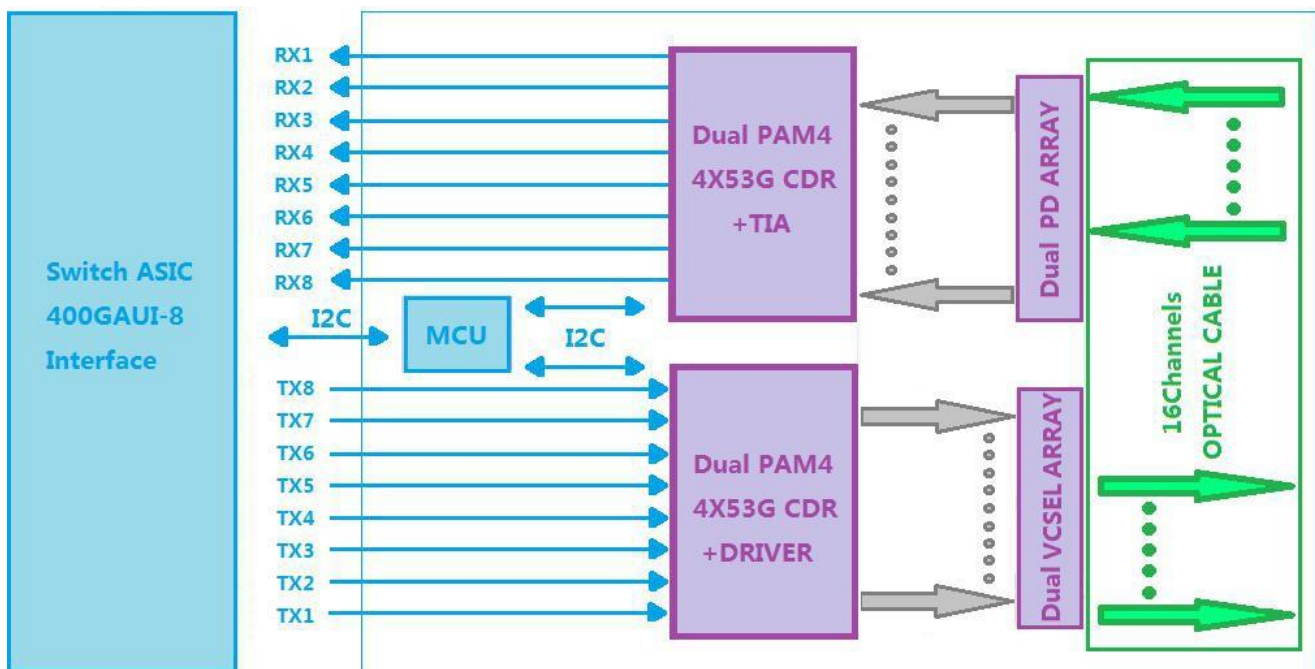 Switch ASIC
400GAUI-8
Interface
RX1
RX2
RX3
RX4
RX5
RX6
RX7
RX8
I2C
MCU
I2C
TX8
TX7
TX6
TX5
TX4
TX3
TX2
TX1
Dual PAM4
4X53G CDR
+TIA
Dual PAM4
4X53G CDR
+DRIVER
Dual PD ARRAY
Dual VCSEL ARRAY
16Channels
OPTICAL CABLE